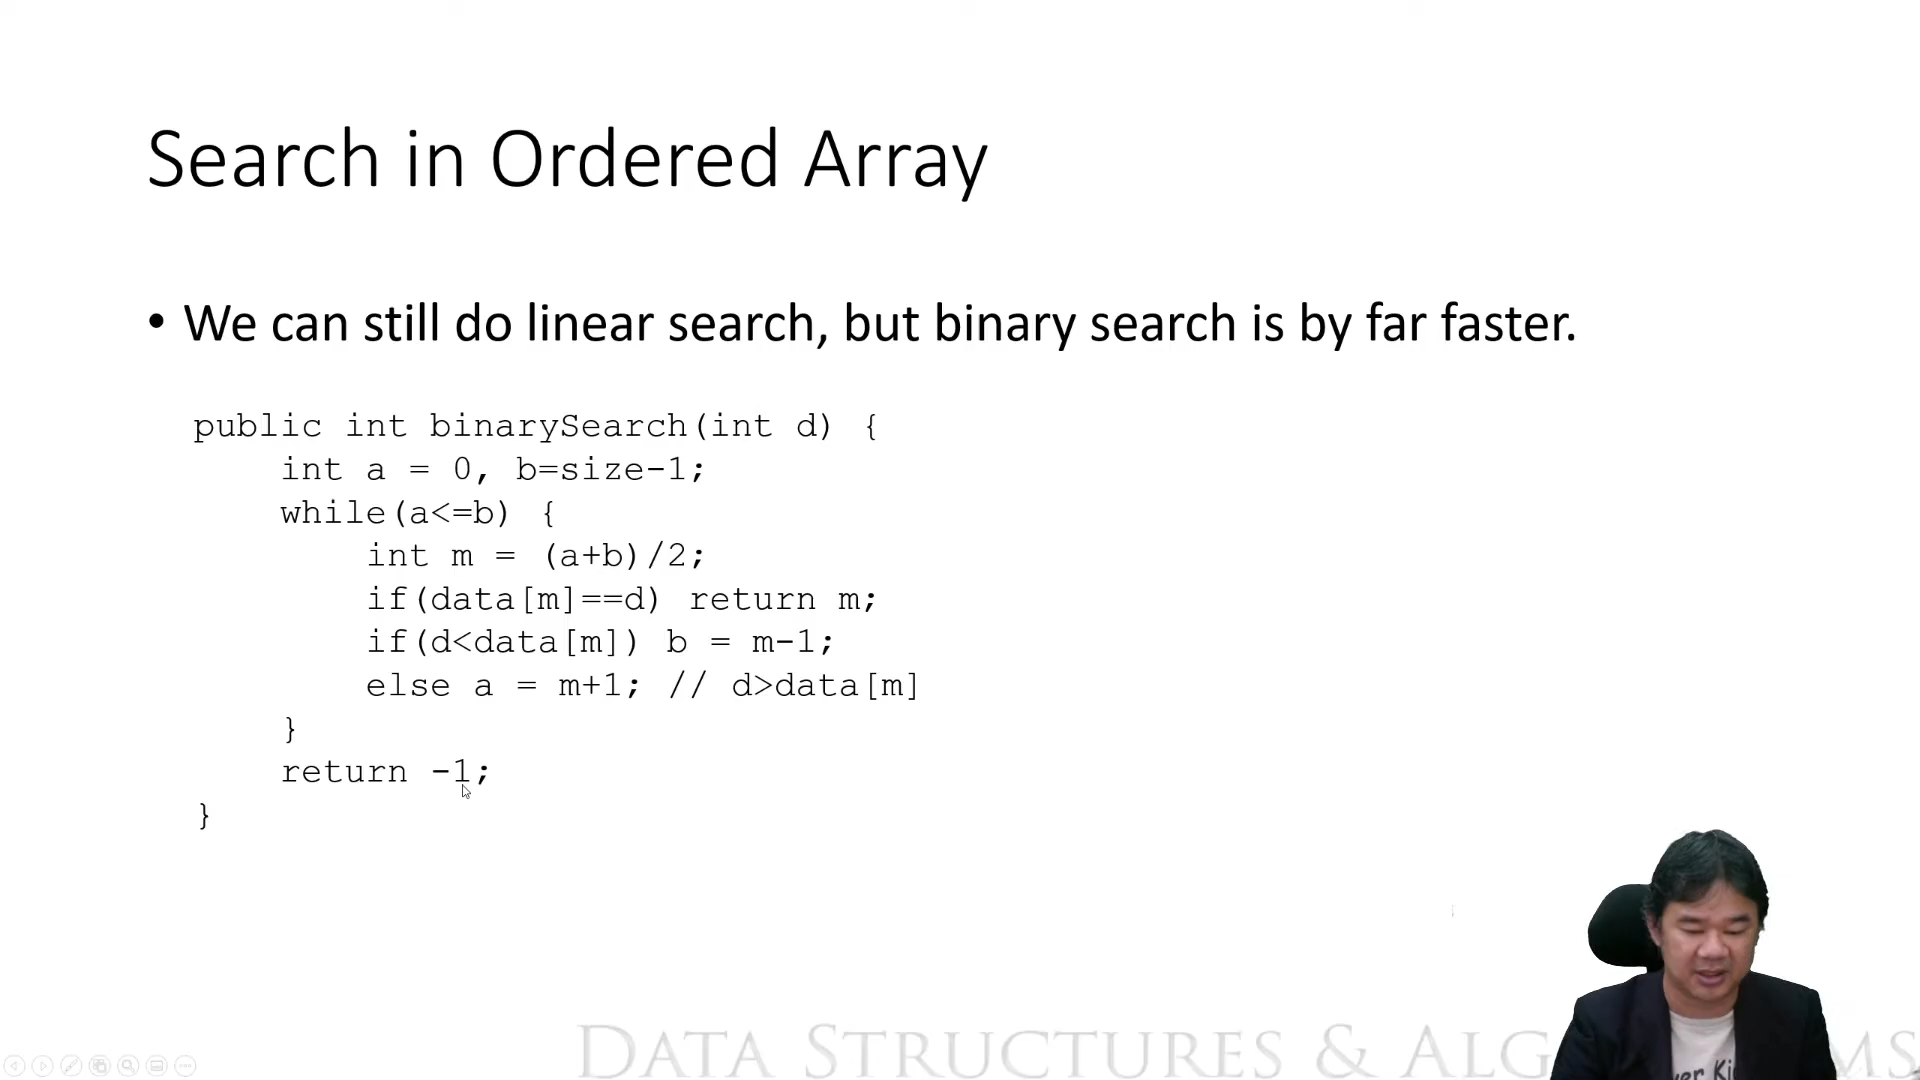 Search in Ordered Array
• We can still do linear search, but binary search is by far faster.
public int binarySearch(int d) {
int a = 0, b=size-1;
while(a<=b) {
int m = (a+b)/2;
if(data[m]==d) return m;
if(d<data[m]) b = m-1;
else a = m+1; // d>data[m]
}
return -1;
}
DATA STRUCTURES &